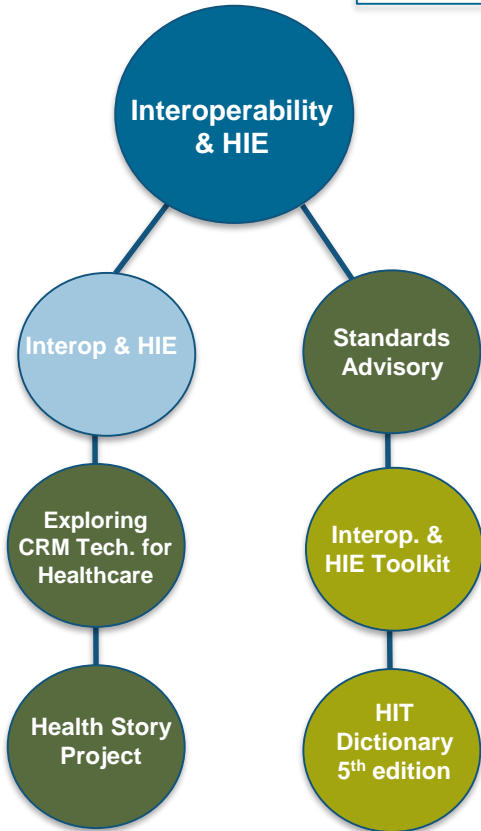 Interoperability
& HIE
Interop & HIE
Standards
Advisory
Exploring
CRM Tech. for
Healthcare
Interop. &
HIE Toolkit
Health Story
Project
HIT
Dictionary
5th edition